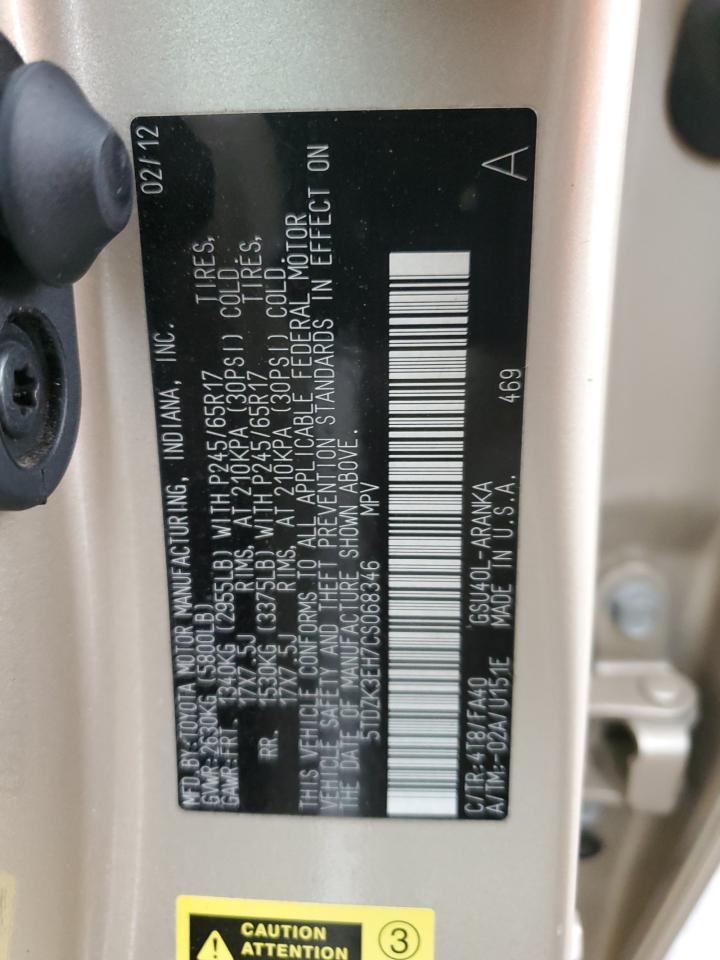 MFD.BY:TOYOTA MOTOR MANUFACTURING, INDIANA, INC. 02/12
GVWR:2630KG (5800LB)
GAWR:FRT 1340KG (2955LB) WITH P245/65R17 TIRES,
17X7.5J RIMS, AT 210KPA (30PSI) COLD.
RR. 1530KG (3375LB) WITH P245/65R17 TIRES,
17X7.5J RIMS, AT 210KPA (30PSI) COLD.
THIS VEHICLE CONFORMS TO ALL APPLICABLE FEDERAL MOTOR
VEHICLE SAFETY AND THEFT PREVENTION STANDARDS IN EFFECT ON
THE DATE OF MANUFACTURE SHOWN ABOVE.
5TDZK3EH7CS068346 MPV
A
C/TR:4T8/FA40 GSU40L-ARANKA 469
A/TM:-02A/U151E MADE IN U.S.A.
CAUTION
ATTENTION
3